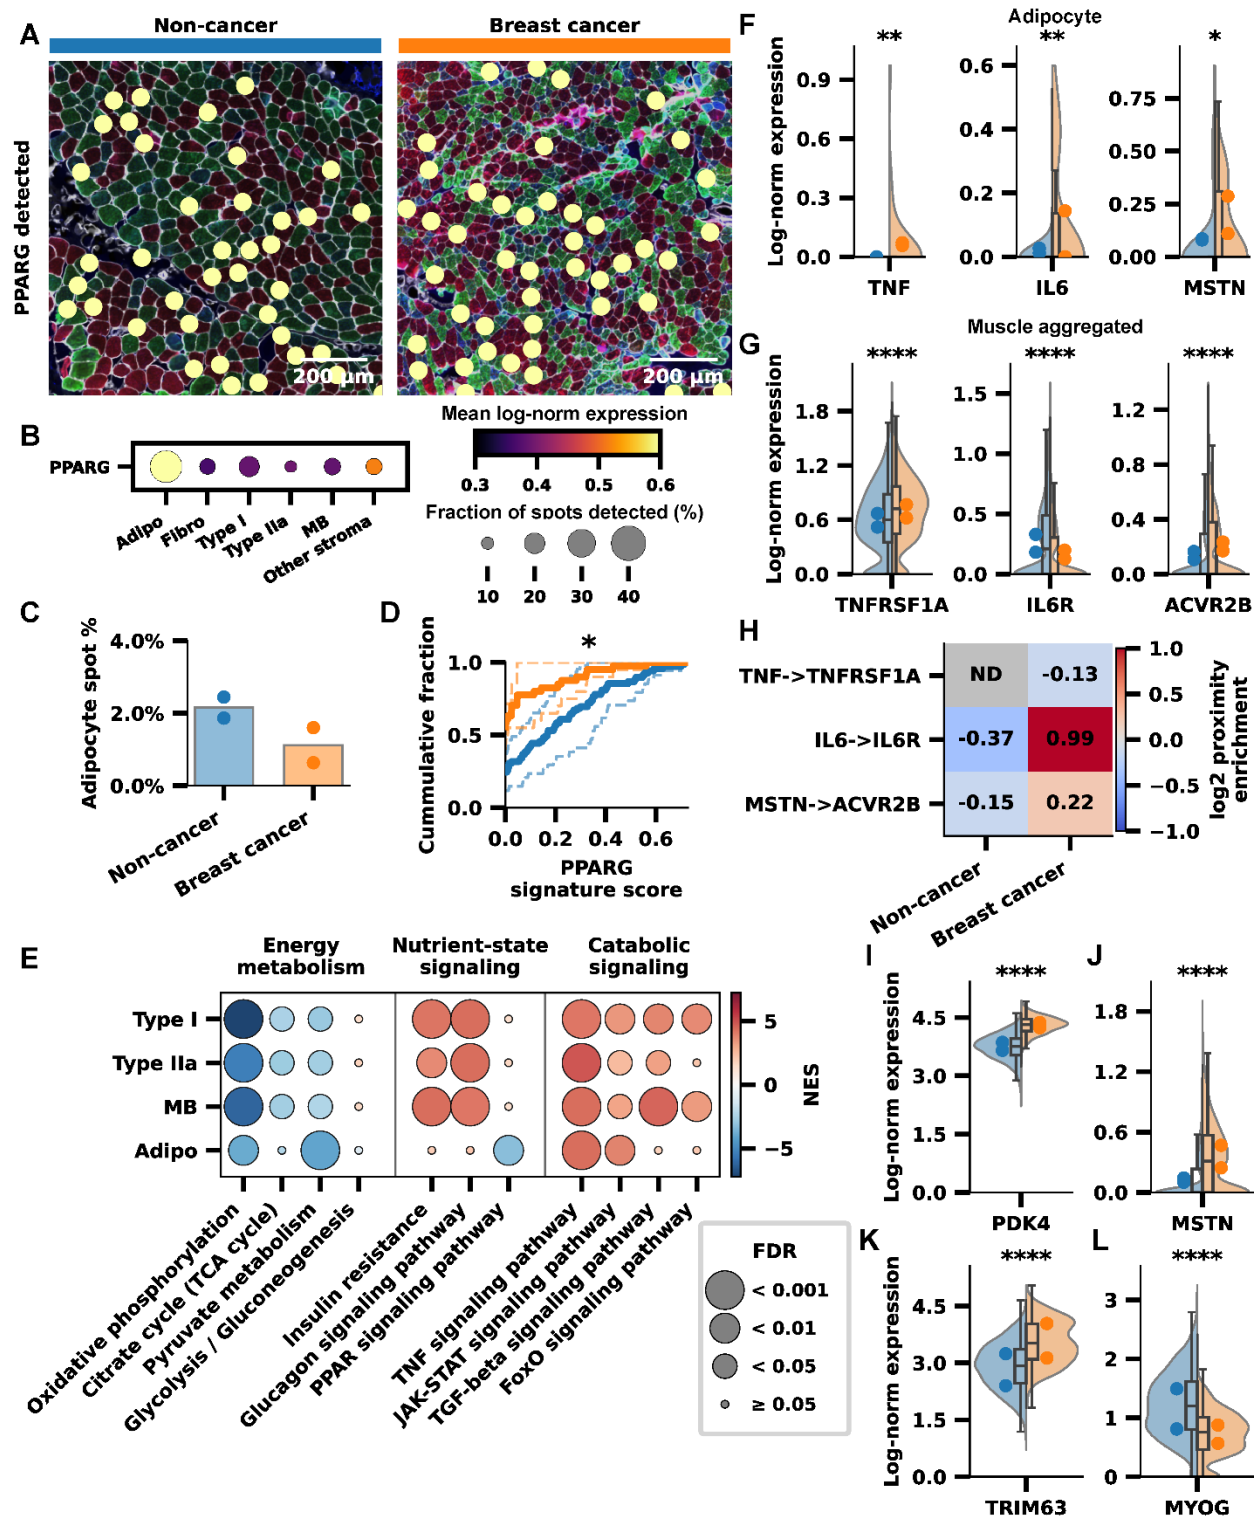 A
Non-cancer
Breast cancer
PPARG detected
200 μm
200 μm
B
PPARG
Adipo
Fibro
Type I
Type IIa
MB
Other stroma
Mean log-norm expression
0.3
0.4
0.5
0.6
Fraction of spots detected (%)
10
20
30
40
C
Adipocyte spot %
4.0%
2.0%
0.0%
Non-cancer
Breast cancer
D
*
Cummulative fraction
1.0
0.5
0.0
0.0
0.2
0.4
0.6
PPARG
signature score
E
Energy
metabolism
Nutrient-state
signaling
Catabolic
signaling
Type I
Type IIa
MB
Adipo
Oxidative phosphorylation
Citrate cycle (TCA cycle)
Pyruvate metabolism
Glycolysis / Gluconeogenesis
Insulin resistance
Glucagon signaling pathway
PPAR signaling pathway
TNF signaling pathway
JAK-STAT signaling pathway
TGF-beta signaling pathway
FoxO signaling pathway
5
0
−5
NES
FDR
< 0.001
< 0.01
< 0.05
≥ 0.05
F
Adipocyte
**
**
*
Log-norm expression
0.9
0.6
0.3
0.0
TNF
0.6
0.4
0.2
0.0
IL6
0.75
0.50
0.25
0.00
MSTN
G
Muscle aggregated
****
****
****
Log-norm expression
1.8
1.2
0.6
0.0
TNFRSF1A
1.5
1.0
0.5
0.0
IL6R
1.2
0.8
0.4
0.0
ACVR2B
H
TNF->TNFRSF1A
ND
-0.13
IL6->IL6R
-0.37
0.99
MSTN->ACVR2B
-0.15
0.22
Non-cancer
Breast cancer
1.0
0.5
0.0
−0.5
−1.0
log2 proximity
enrichment
I
****
Log-norm expression
4.5
3.0
1.5
0.0
PDK4
J
****
1.8
1.2
0.6
0.0
MSTN
K
****
Log-norm expression
4.5
3.0
1.5
0.0
TRIM63
L
****
3
2
1
0
MYOG